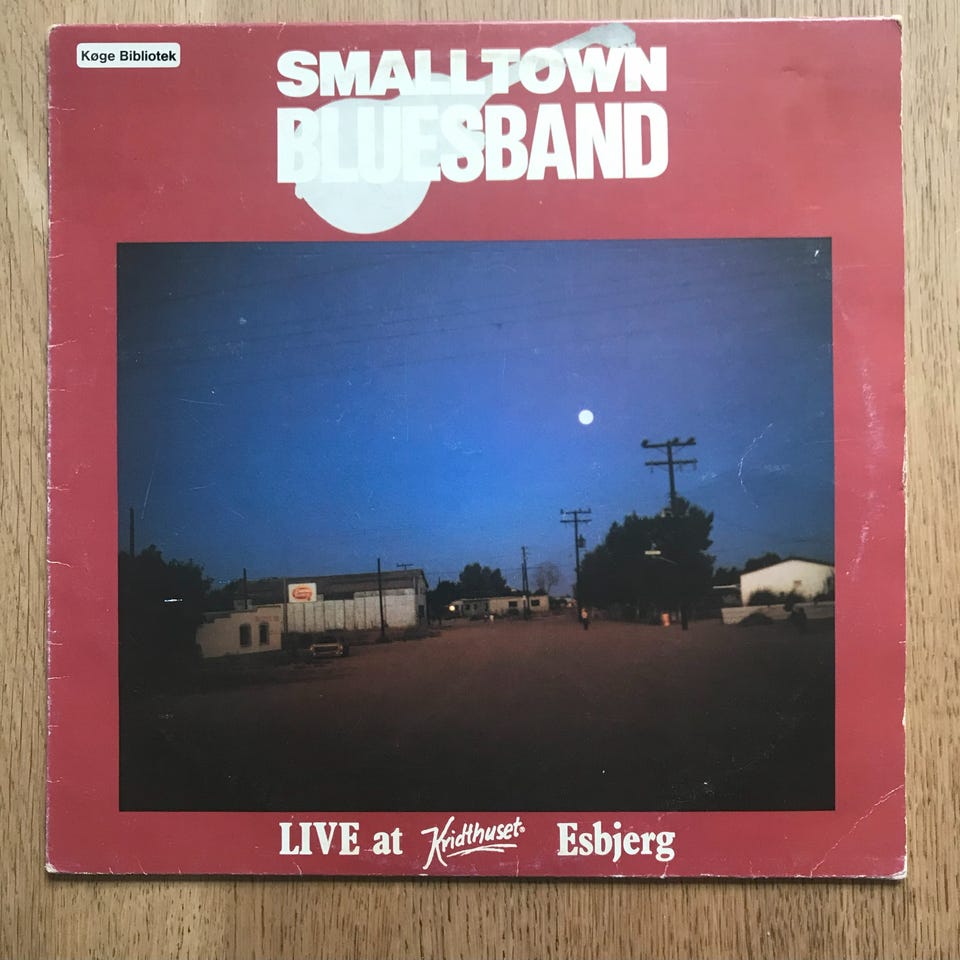 Køge Bibliotek
SMALLTOWN
BLUESBAND
LIVE at Kridthuset® Esbjerg